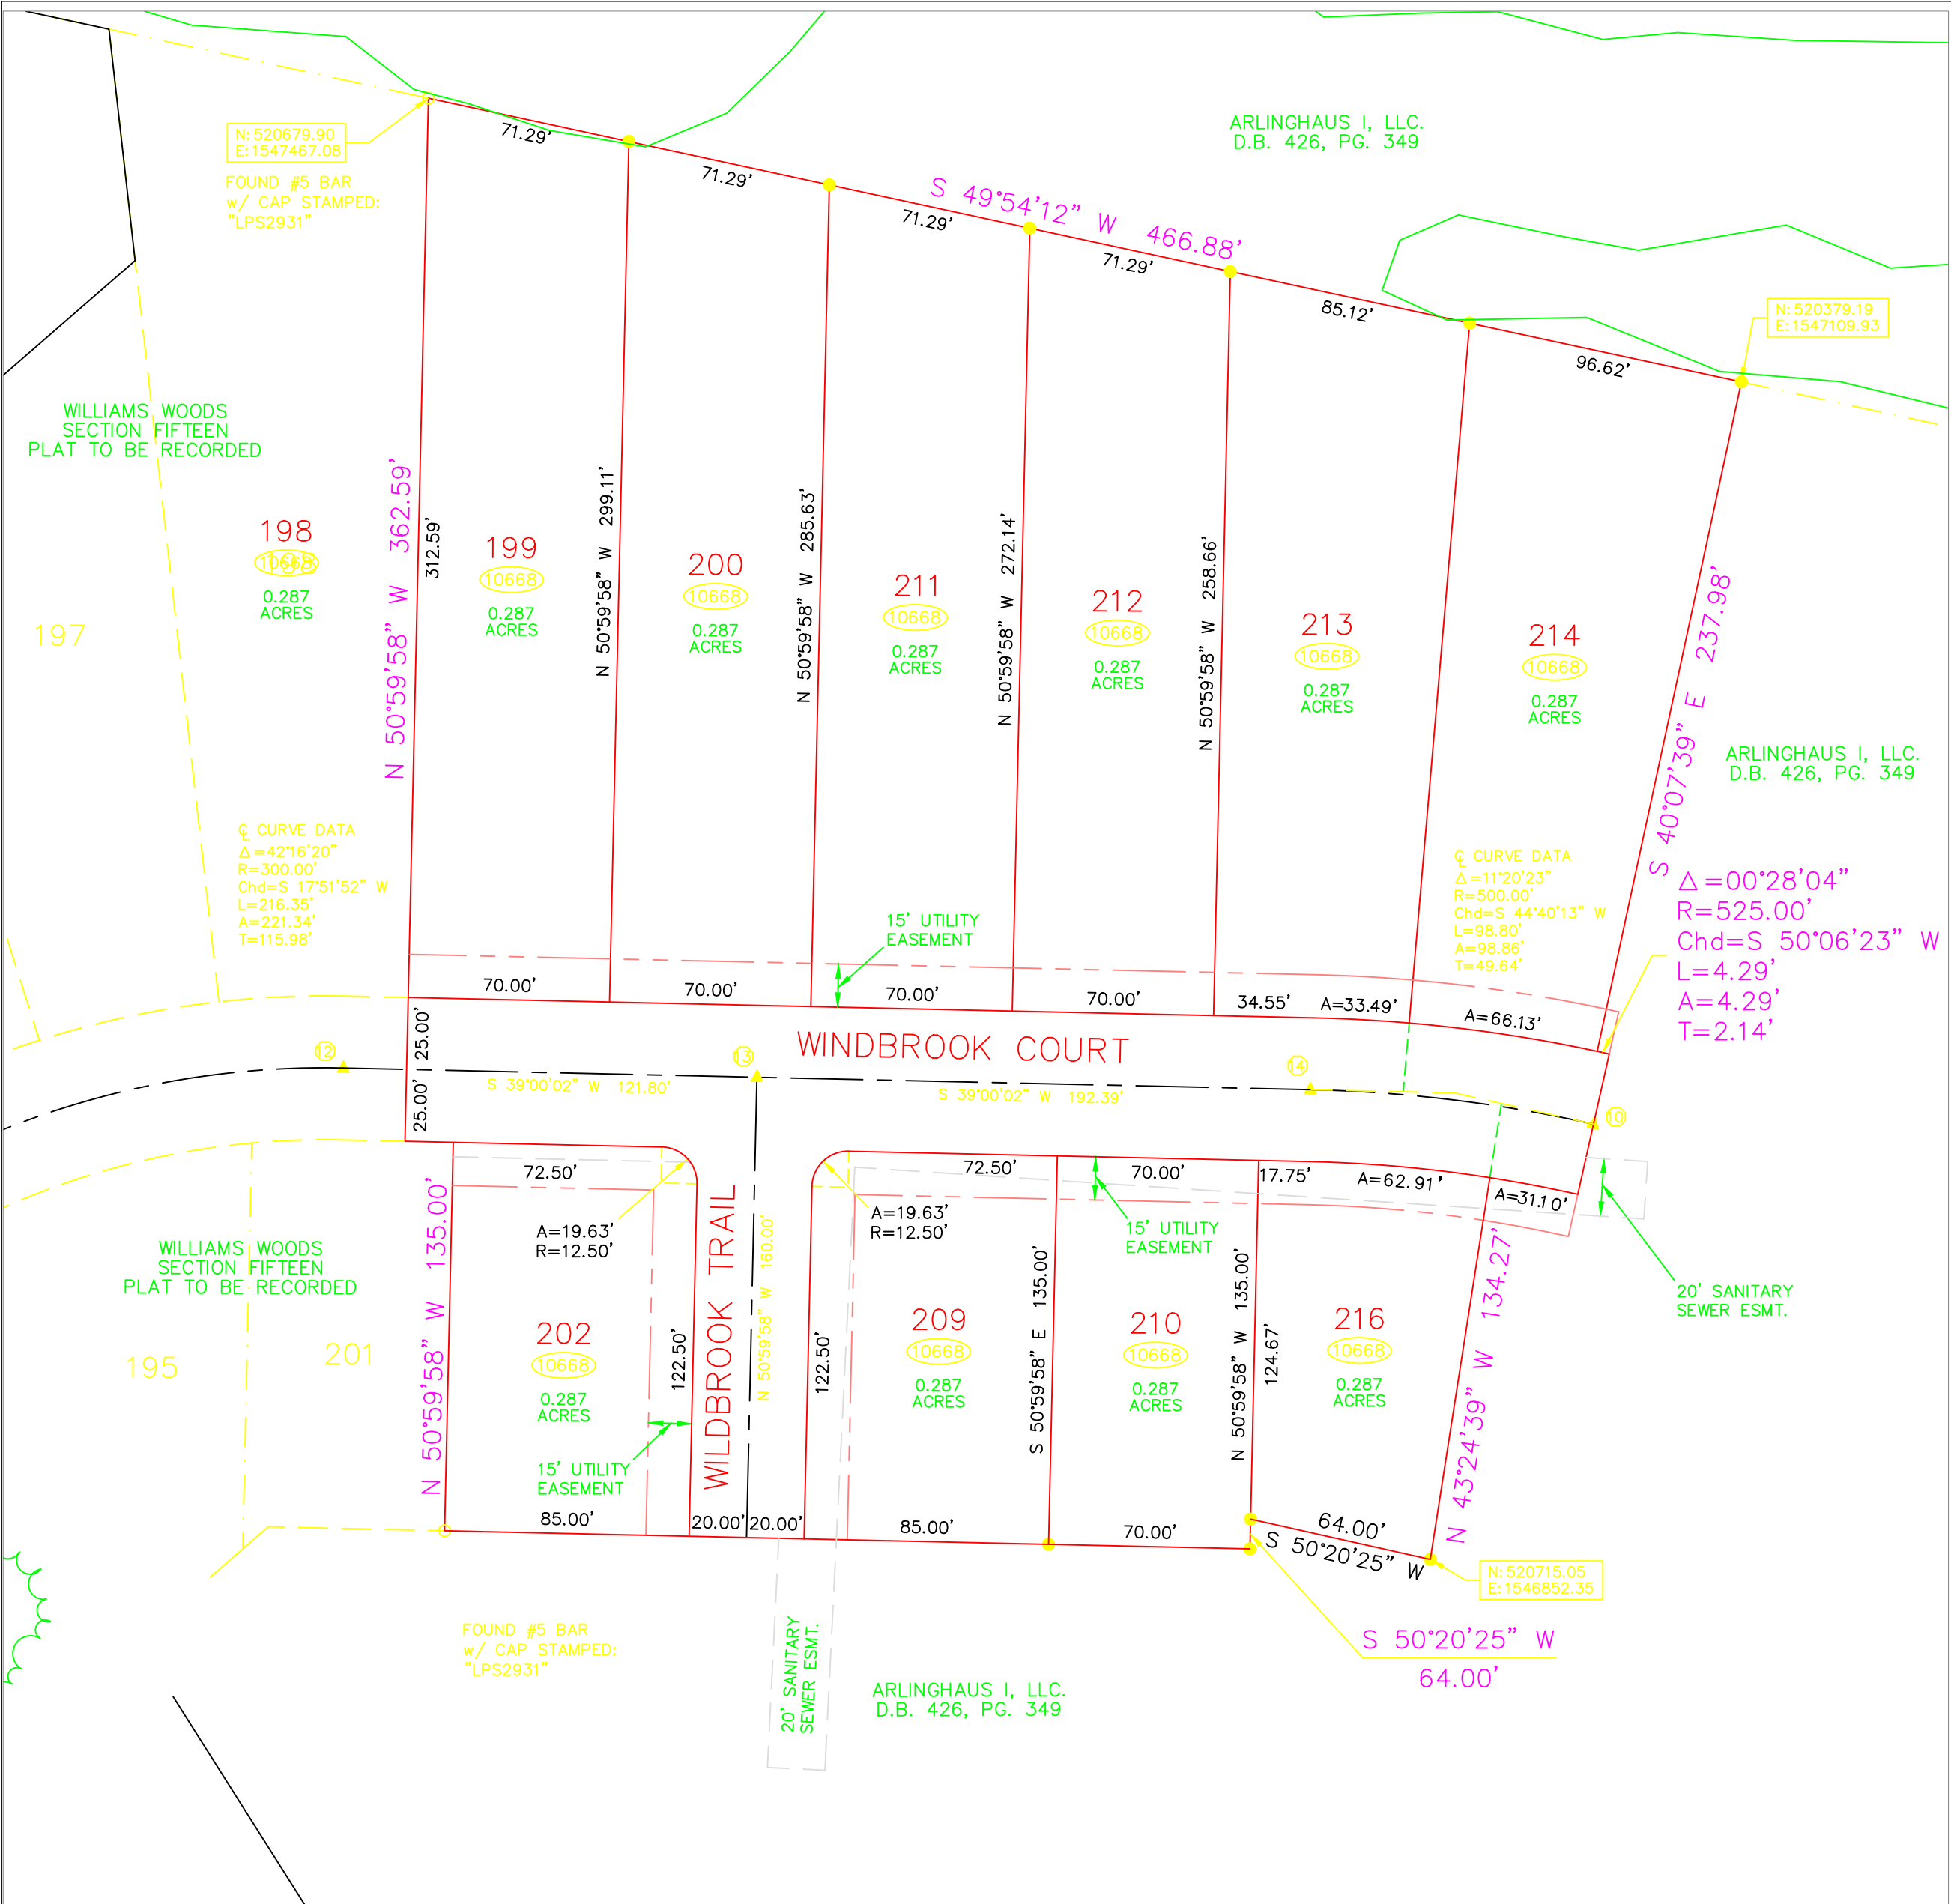 ARLINGHAUS I, LLC.
D.B. 426, PG. 349
N: 520679.90
E: 1547467.08
FOUND #5 BAR
w/ CAP STAMPED:
"LPS2931"
71.29'
71.29'
71.29'
71.29'
85.12'
96.62'
S 49°54'12" W 466.88'
N: 520379.19
E: 1547109.93
WILLIAMS WOODS
SECTION FIFTEEN
PLAT TO BE RECORDED
197
198
0.287
ACRES
N 50°59'58" W 362.59'
312.59'
199
10668
0.287
ACRES
N 50°59'58" W 299.11'
200
10668
0.287
ACRES
N 50°59'58" W 285.63'
211
10668
0.287
ACRES
N 50°59'58" W 272.14'
212
10668
0.287
ACRES
N 50°59'58" W 258.66'
213
10668
0.287
ACRES
214
10668
0.287
ACRES
S 40°07'39" E 237.98'
ARLINGHAUS I, LLC.
D.B. 426, PG. 349
℄ CURVE DATA
Δ=42°16'20"
R=300.00'
Chd=S 17°51'52" W
L=216.35'
A=221.34'
T=115.98'
15' UTILITY
EASEMENT
℄ CURVE DATA
Δ=11°20'23"
R=500.00'
Chd=S 44°40'13" W
L=98.80'
A=98.86'
T=49.64'
Δ=00°28'04"
R=525.00'
Chd=S 50°06'23" W
L=4.29'
A=4.29'
T=2.14'
70.00'
70.00'
70.00'
70.00'
34.55'
A=33.49'
A=66.13'
25.00'
25.00'
WINDBROOK COURT
12
13
14
10
S 39°00'02" W 121.80'
S 39°00'02" W 192.39'
72.50'
72.50'
70.00'
17.75'
A=62.91'
A=31.10'
A=19.63'
R=12.50'
A=19.63'
R=12.50'
15' UTILITY
EASEMENT
20' SANITARY
SEWER ESMT.
WILLIAMS WOODS
SECTION FIFTEEN
PLAT TO BE RECORDED
195
201
N 50°59'58" W 135.00'
202
10668
0.287
ACRES
122.50'
WILDBROOK TRAIL
N 50°59'58" W 160.00'
122.50'
209
10668
0.287
ACRES
S 50°59'58" E 135.00'
210
10668
0.287
ACRES
N 50°59'58" W 135.00'
124.67'
216
10668
0.287
ACRES
N 43°24'39" W 134.27'
15' UTILITY
EASEMENT
85.00'
20.00'
20.00'
85.00'
70.00'
64.00'
S 50°20'25" W
N: 520715.05
E: 1546852.35
FOUND #5 BAR
w/ CAP STAMPED:
"LPS2931"
20' SANITARY
SEWER ESMT.
ARLINGHAUS I, LLC.
D.B. 426, PG. 349
S 50°20'25" W
64.00'